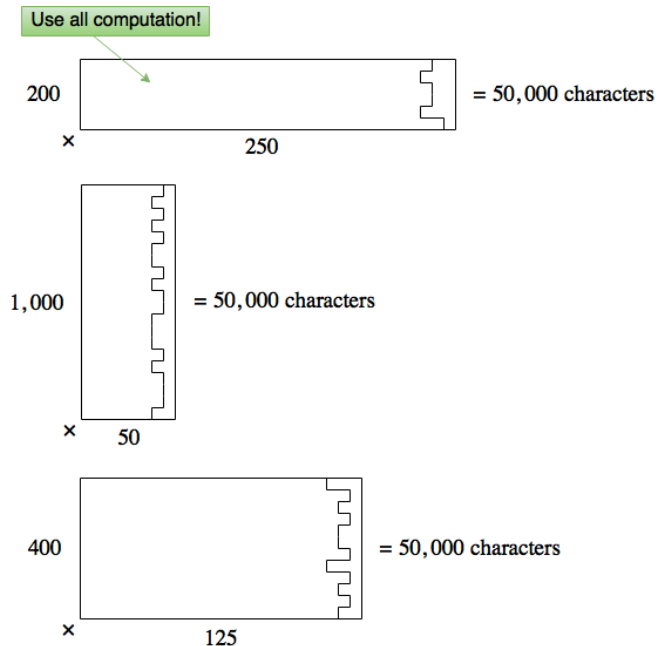 Use all computation!
200
= 50,000 characters
×
250
1,000
= 50,000 characters
×
50
400
= 50,000 characters
×
125